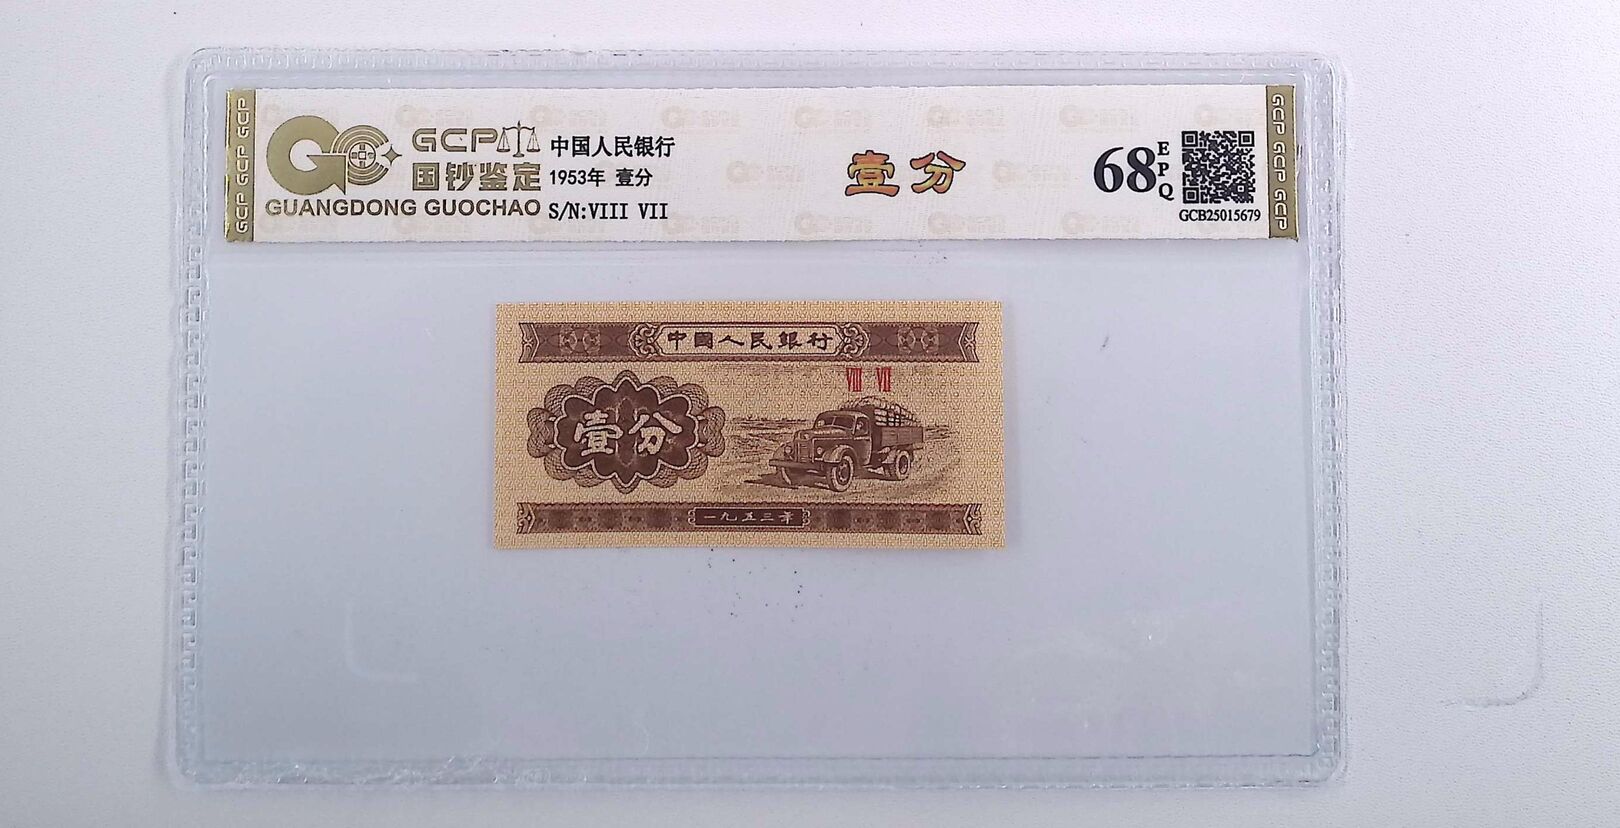 GCP GCP GCP
GCP
国钞鉴定
GUANGDONG GUOCHAO
中国人民银行
1953年 壹分
S/N:VIII VII
壹分
68
EPQ
GCB25015679
GCP GCP GCP
中國人民銀行
VIII VII
壹分
一九五三年